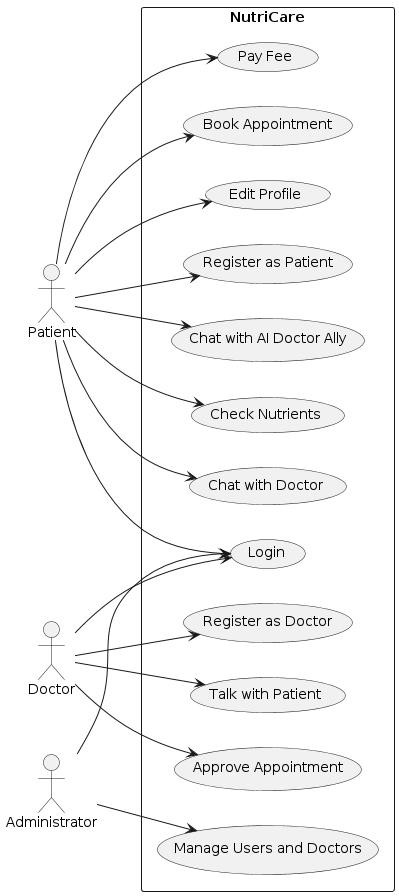 NutriCare
Pay Fee
Book Appointment
Edit Profile
Register as Patient
Patient
Chat with AI Doctor Ally
Check Nutrients
Chat with Doctor
Login
Register as Doctor
Doctor
Talk with Patient
Approve Appointment
Administrator
Manage Users and Doctors